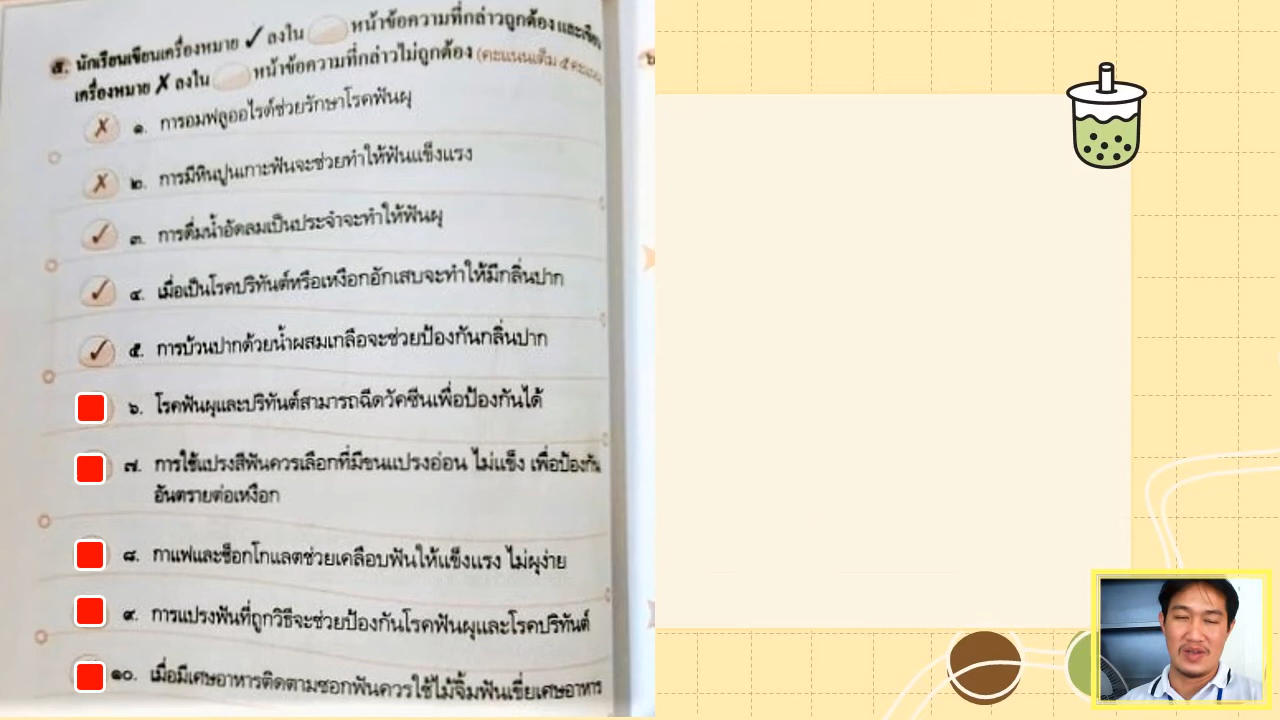 ๕. นักเรียนเขียนเครื่องหมาย ✓ ลงใน หน้าข้อความที่กล่าวถูกต้อง และเขียน
เครื่องหมาย ✗ ลงใน หน้าข้อความที่กล่าวไม่ถูกต้อง (คะแนนเต็ม ๕ คะแนน)
✗ ๑. การอมฟลูออไรด์ช่วยรักษาโรคฟันผุ
✗ ๒. การมีหินปูนเกาะฟันจะช่วยทำให้ฟันแข็งแรง
✓ ๓. การดื่มน้ำอัดลมเป็นประจำจะทำให้ฟันผุ
✓ ๔. เมื่อเป็นโรคปริทันต์หรือเหงือกอักเสบจะทำให้มีกลิ่นปาก
✓ ๕. การบ้วนปากด้วยน้ำผสมเกลือจะช่วยป้องกันกลิ่นปาก
๖. โรคฟันผุและปริทันต์สามารถฉีดวัคซีนเพื่อป้องกันได้
๗. การใช้แปรงสีฟันควรเลือกที่มีขนแปรงอ่อน ไม่แข็ง เพื่อป้องกัน
อันตรายต่อเหงือก
๘. กาแฟและช็อกโกแลตช่วยเคลือบฟันให้แข็งแรง ไม่ผุง่าย
๙. การแปรงฟันที่ถูกวิธีจะช่วยป้องกันโรคฟันผุและโรคปริทันต์
๑๐. เมื่อมีเศษอาหารติดตามซอกฟันควรใช้ไม้จิ้มฟันเขี่ยเศษอาหาร